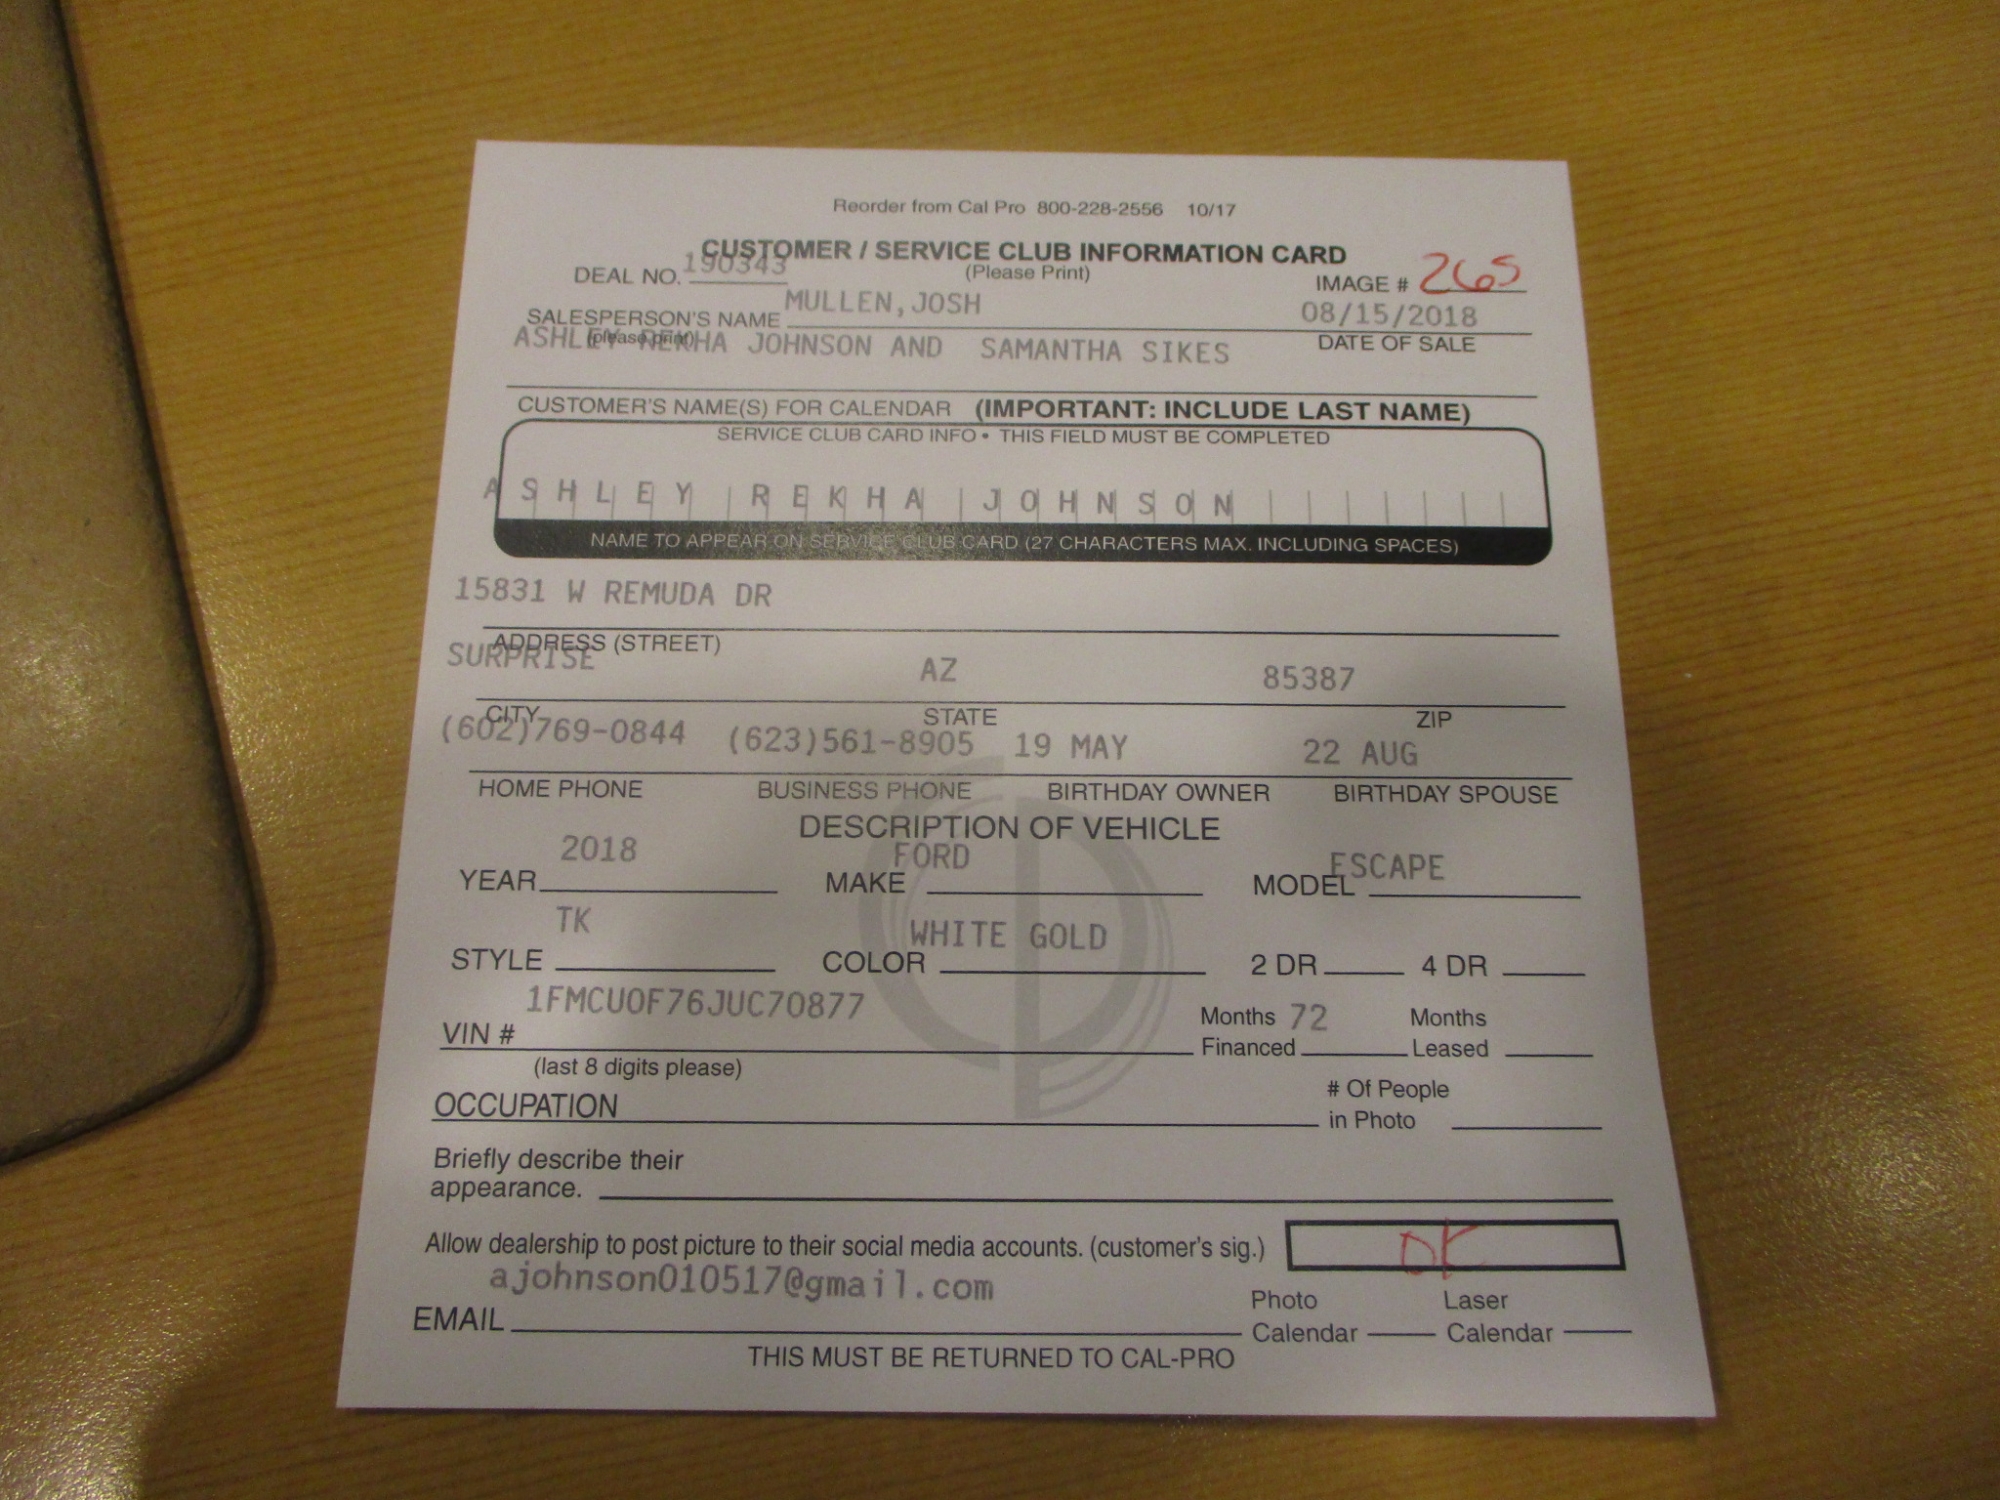 Reorder from Cal Pro 800-228-2556 10/17
CUSTOMER / SERVICE CLUB INFORMATION CARD
(Please Print)
DEAL NO. 190343
IMAGE # 265
SALESPERSON'S NAME MULLEN,JOSH 08/15/2018
(please print) DATE OF SALE
ASHLEY REKHA JOHNSON AND SAMANTHA SIKES
CUSTOMER'S NAME(S) FOR CALENDAR (IMPORTANT: INCLUDE LAST NAME)
SERVICE CLUB CARD INFO • THIS FIELD MUST BE COMPLETED
ASHLEY REKHA JOHNSON
NAME TO APPEAR ON SERVICE CLUB CARD (27 CHARACTERS MAX. INCLUDING SPACES)
15831 W REMUDA DR
ADDRESS (STREET)
SURPRISE AZ 85387
CITY STATE ZIP
(602)769-0844 (623)561-8905 19 MAY 22 AUG
HOME PHONE BUSINESS PHONE BIRTHDAY OWNER BIRTHDAY SPOUSE
DESCRIPTION OF VEHICLE
YEAR 2018 MAKE FORD MODEL ESCAPE
STYLE TK COLOR WHITE GOLD 2 DR 4 DR
VIN # 1FMCU0F76JUC70877
(last 8 digits please)
Months Financed 72 Months Leased
OCCUPATION
# Of People in Photo
Briefly describe their
appearance.
Allow dealership to post picture to their social media accounts. (customer's sig.) OK
EMAIL ajohnson010517@gmail.com
Photo Calendar Laser Calendar
THIS MUST BE RETURNED TO CAL-PRO